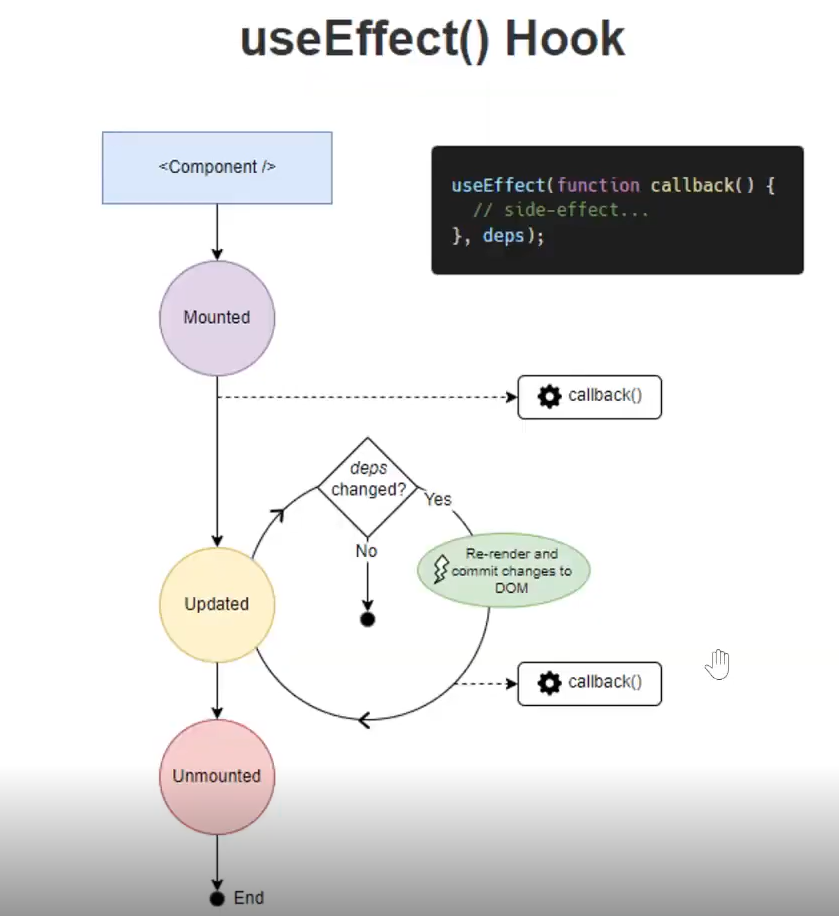 useEffect() Hook
<Component />
useEffect(function callback() {
// side-effect...
}, deps);
Mounted
callback()
deps
changed?
Yes
No
Re-render and
commit changes to
DOM
Updated
callback()
Unmounted
End